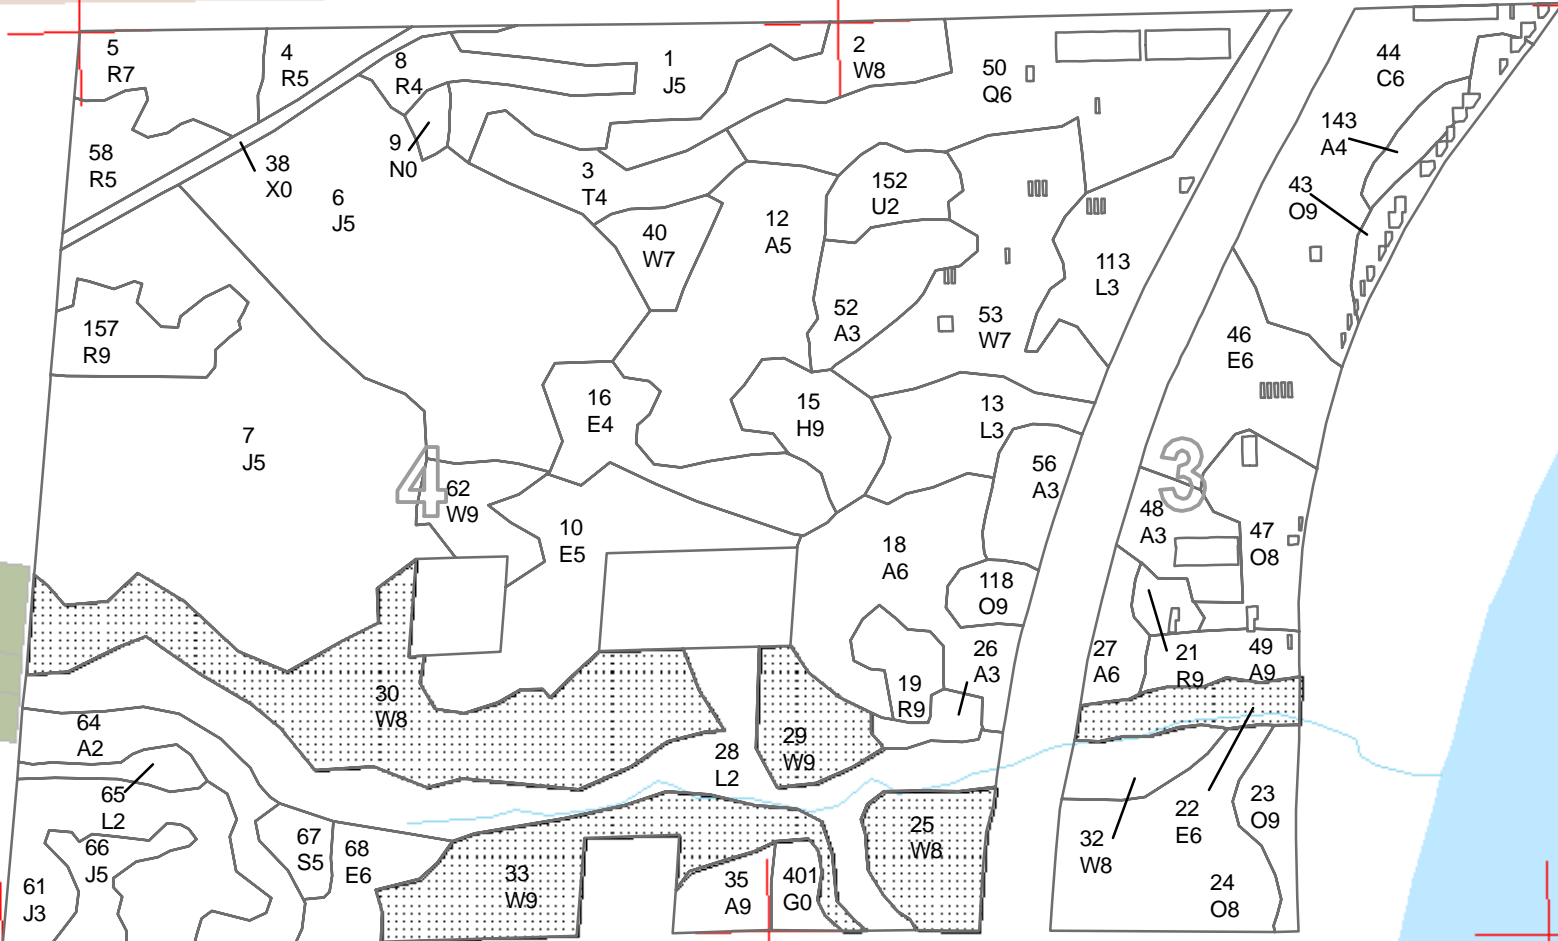 5
R7
4
R5
8
R4
1
J5
2
W8
50
Q6
44
C6
143
A4
58
R5
38
X0
9
N0
6
J5
3
T4
152
U2
43
O9
40
W7
12
A5
113
L3
157
R9
52
A3
53
W7
46
E6
16
E4
15
H9
13
L3
7
J5
4
62
W9
56
A3
3
48
A3
47
O8
10
E5
18
A6
118
O9
26
A3
27
A6
21
R9
49
A9
19
R9
30
W8
64
A2
28
L2
29
W9
65
L2
67
S5
68
E6
66
J5
61
J3
33
W9
35
A9
401
G0
25
W8
32
W8
22
E6
23
O9
24
O8